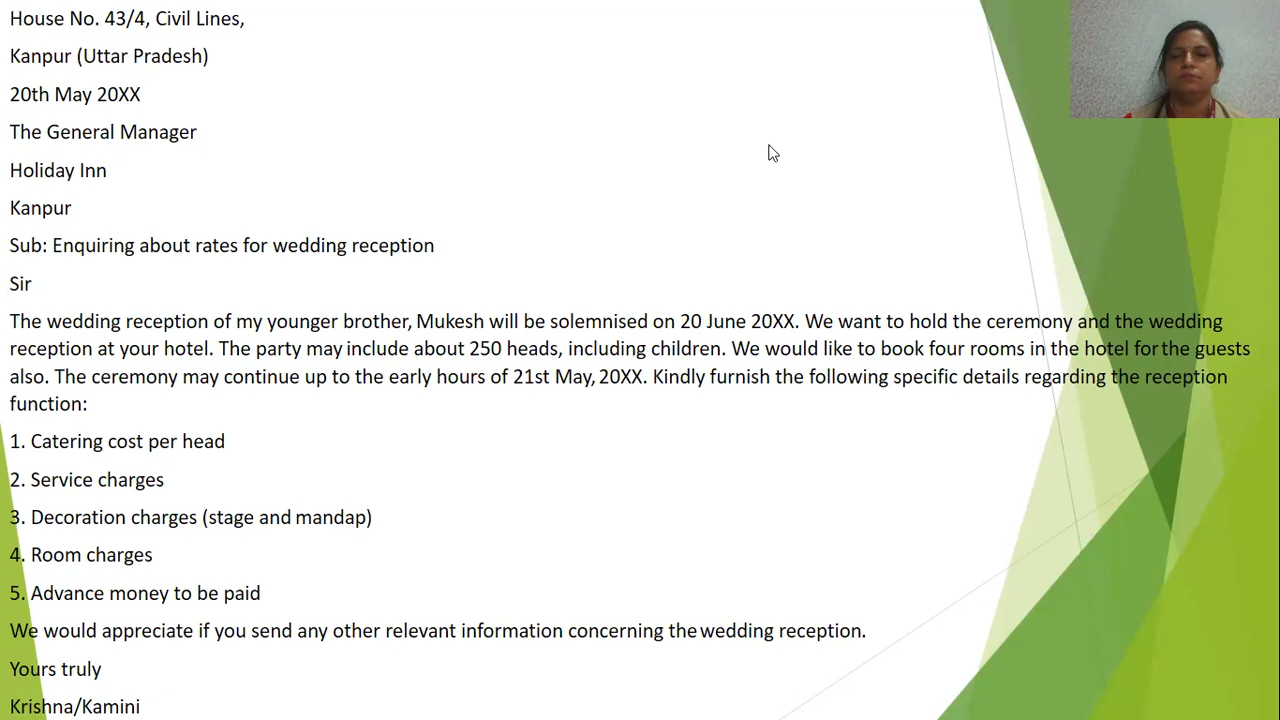 House No. 43/4, Civil Lines,
Kanpur (Uttar Pradesh)
20th May 20XX
The General Manager
Holiday Inn
Kanpur
Sub: Enquiring about rates for wedding reception
Sir
The wedding reception of my younger brother, Mukesh will be solemnised on 20 June 20XX. We want to hold the ceremony and the wedding
reception at your hotel. The party may include about 250 heads, including children. We would like to book four rooms in the hotel for the guests
also. The ceremony may continue up to the early hours of 21st May, 20XX. Kindly furnish the following specific details regarding the reception
function:
1. Catering cost per head
2. Service charges
3. Decoration charges (stage and mandap)
4. Room charges
5. Advance money to be paid
We would appreciate if you send any other relevant information concerning the wedding reception.
Yours truly
Krishna/Kamini